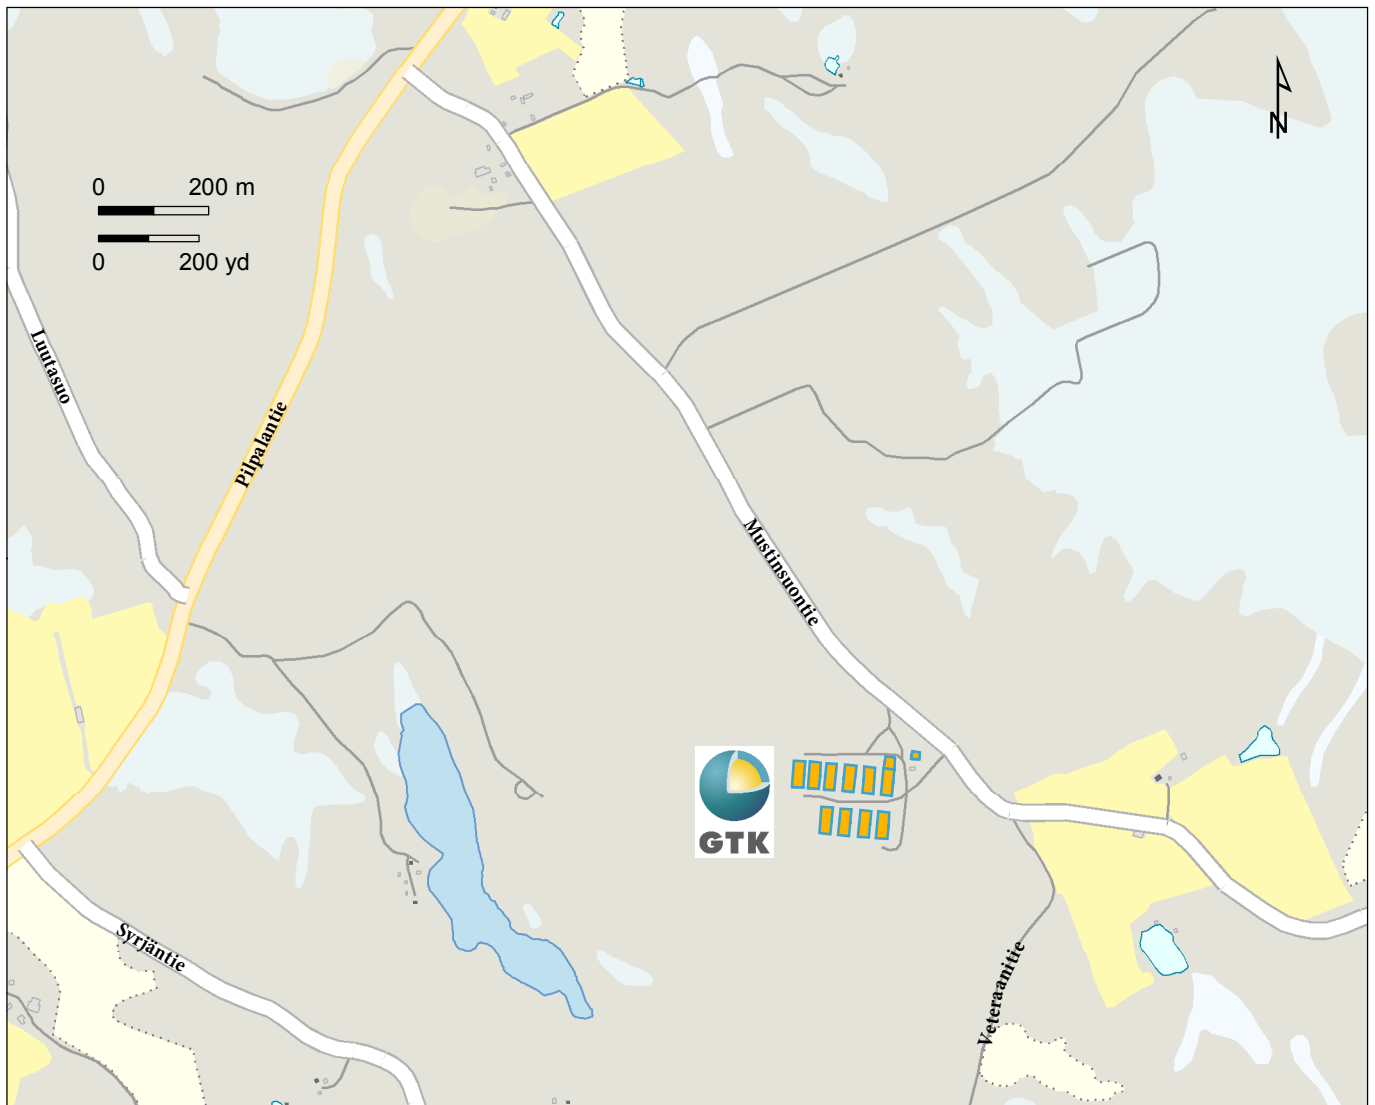 N
0 200 m
0 200 yd
Luutasuo
Pilpalantie
Mustinsuontie
GTK
Syrjäntie
Veteraanitie